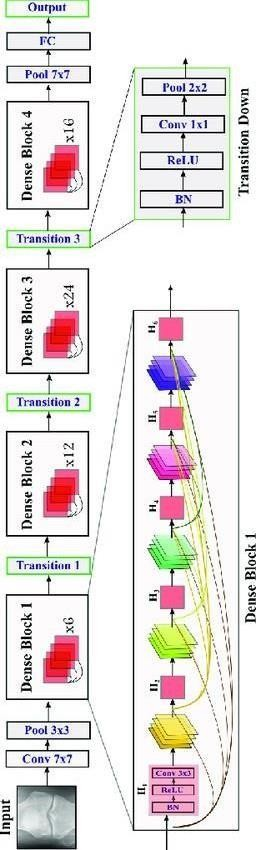 Output
FC
Pool 7x7
Dense Block 4
x16
Transition 3
Dense Block 3
x24
Transition 2
Dense Block 2
x12
Transition 1
Dense Block 1
x6
Pool 3x3
Conv 7x7
Input
Pool 2x2
Conv 1x1
ReLU
BN
Transition Down
H6
H5
H4
H3
H2
H1
Conv 3x3
ReLU
BN
Dense Block 1